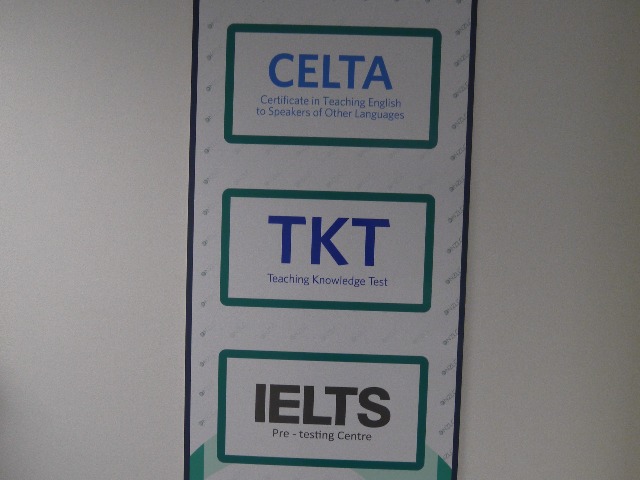 CELTA
Certificate in Teaching English
to Speakers of Other Languages
TKT
Teaching Knowledge Test
IELTS
Pre - testing Centre